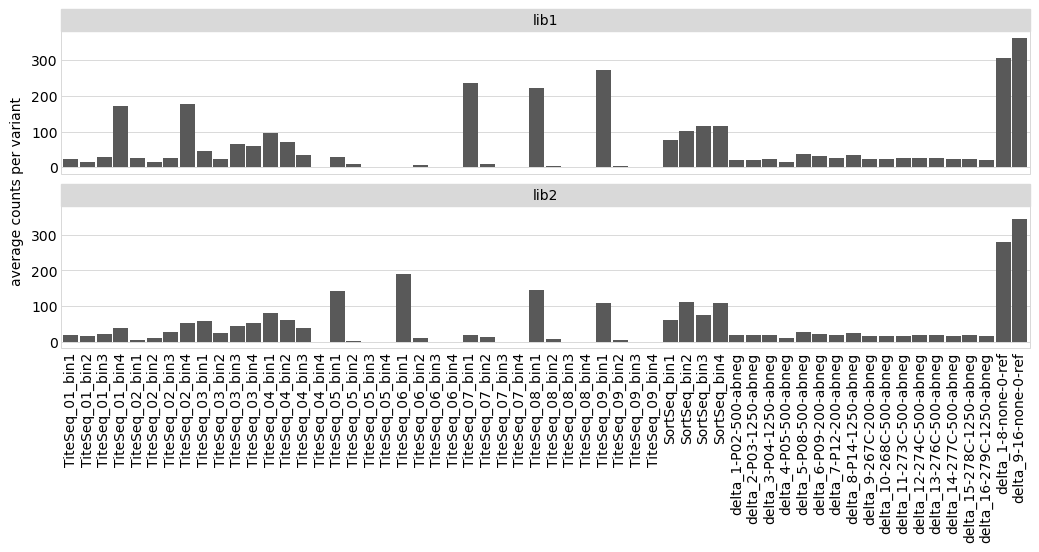 lib1
300
200
100
0
lib2
300
200
100
0
average counts per variant
TiteSeq_01_bin1
TiteSeq_01_bin2
TiteSeq_01_bin3
TiteSeq_01_bin4
TiteSeq_02_bin1
TiteSeq_02_bin2
TiteSeq_02_bin3
TiteSeq_02_bin4
TiteSeq_03_bin1
TiteSeq_03_bin2
TiteSeq_03_bin3
TiteSeq_03_bin4
TiteSeq_04_bin1
TiteSeq_04_bin2
TiteSeq_04_bin3
TiteSeq_04_bin4
TiteSeq_05_bin1
TiteSeq_05_bin2
TiteSeq_05_bin3
TiteSeq_05_bin4
TiteSeq_06_bin1
TiteSeq_06_bin2
TiteSeq_06_bin3
TiteSeq_06_bin4
TiteSeq_07_bin1
TiteSeq_07_bin2
TiteSeq_07_bin3
TiteSeq_07_bin4
TiteSeq_08_bin1
TiteSeq_08_bin2
TiteSeq_08_bin3
TiteSeq_08_bin4
TiteSeq_09_bin1
TiteSeq_09_bin2
TiteSeq_09_bin3
TiteSeq_09_bin4
SortSeq_bin1
SortSeq_bin2
SortSeq_bin3
SortSeq_bin4
delta_1-P02-500-abneg
delta_2-P03-1250-abneg
delta_3-P04-1250-abneg
delta_4-P05-500-abneg
delta_5-P08-500-abneg
delta_6-P09-200-abneg
delta_7-P12-200-abneg
delta_8-P14-1250-abneg
delta_9-267C-200-abneg
delta_10-268C-500-abneg
delta_11-273C-500-abneg
delta_12-274C-500-abneg
delta_13-276C-500-abneg
delta_14-277C-500-abneg
delta_15-278C-1250-abneg
delta_16-279C-1250-abneg
delta_1-8-none-0-ref
delta_9-16-none-0-ref